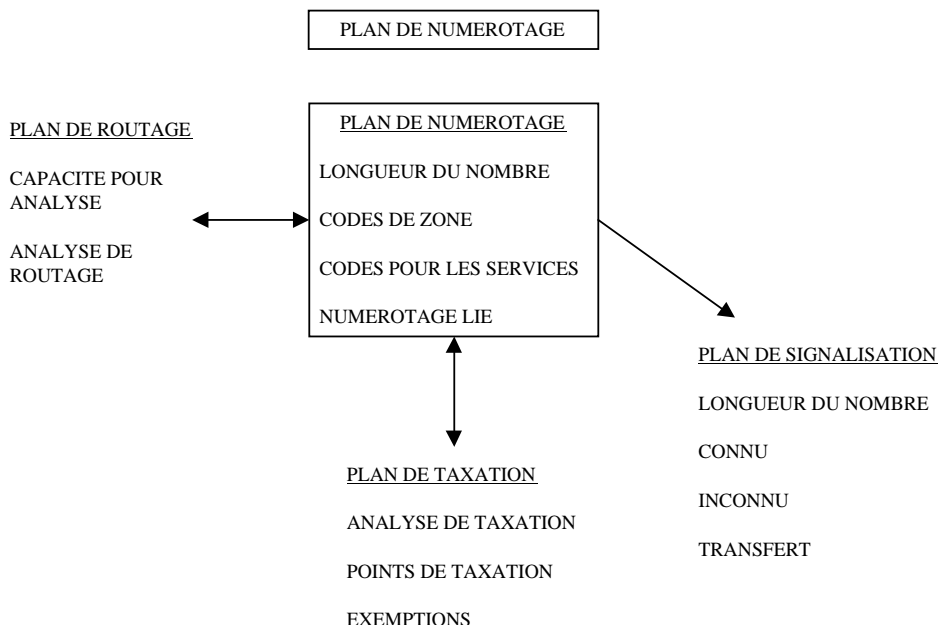 PLAN DE NUMEROTAGE
PLAN DE ROUTAGE
CAPACITE POUR
ANALYSE
ANALYSE DE
ROUTAGE
PLAN DE NUMEROTAGE
LONGUEUR DU NOMBRE
CODES DE ZONE
CODES POUR LES SERVICES
NUMEROTAGE LIE
PLAN DE SIGNALISATION
LONGUEUR DU NOMBRE
CONNU
INCONNU
TRANSFERT
PLAN DE TAXATION
ANALYSE DE TAXATION
POINTS DE TAXATION
EXEMPTIONS